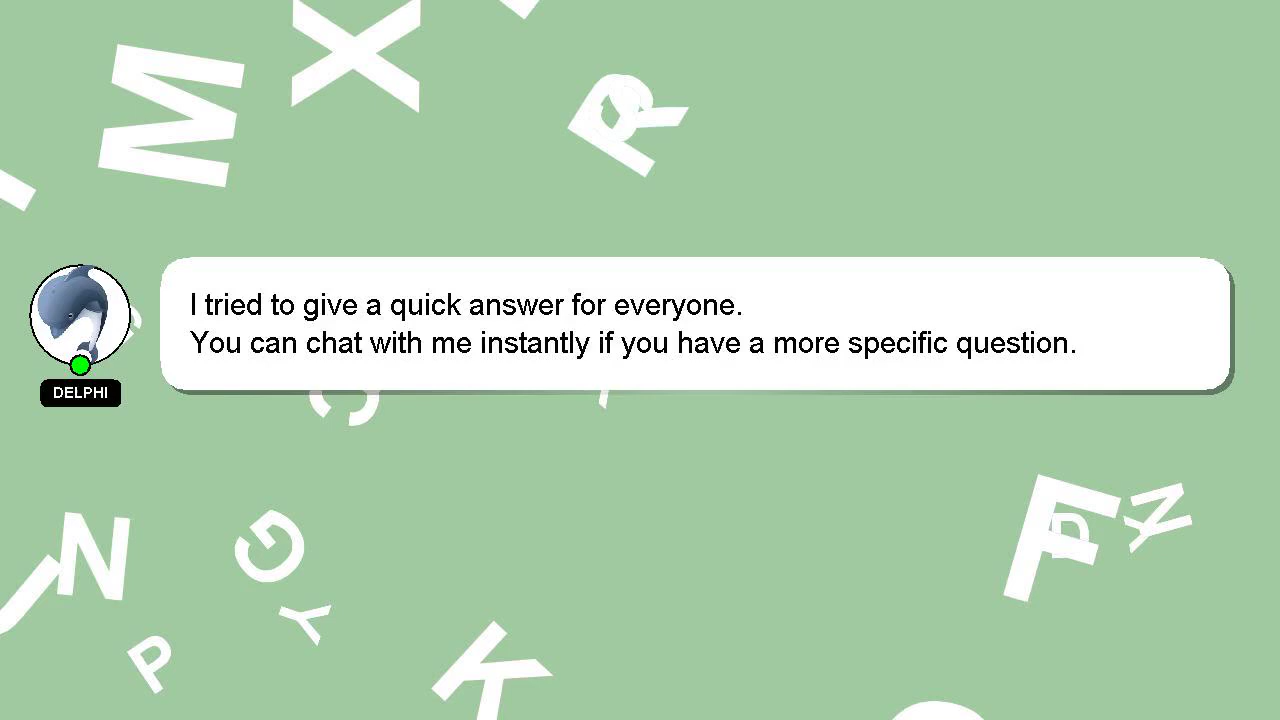 I tried to give a quick answer for everyone.
You can chat with me instantly if you have a more specific question.
DELPHI
M
X
R
N
G
Y
P
K
F
D
Z
Y
C